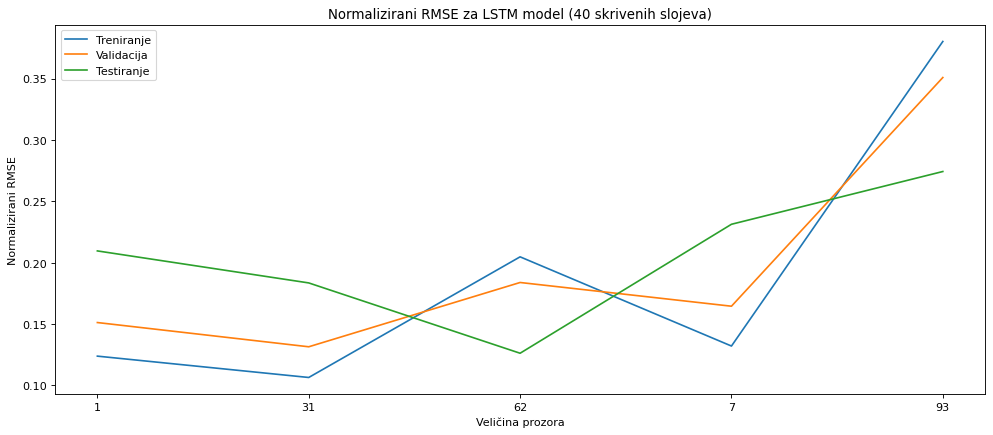 Normalizirani RMSE za LSTM model (40 skrivenih slojeva)
Treniranje
Validacija
Testiranje
Normalizirani RMSE
0.35
0.30
0.25
0.20
0.15
0.10
1 31 62 7 93
Veličina prozora